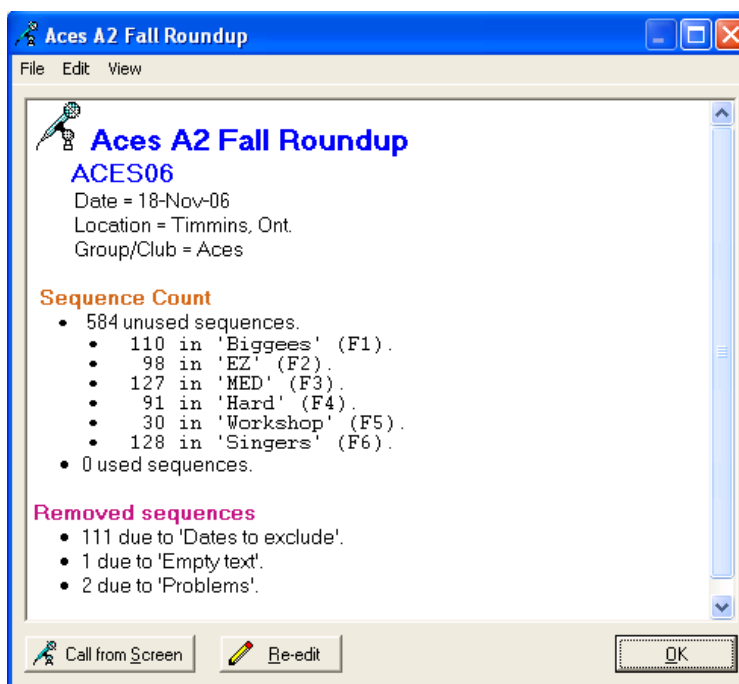 Aces A2 Fall Roundup
File Edit View
Aces A2 Fall Roundup
ACES06
Date = 18-Nov-06
Location = Timmins, Ont.
Group/Club = Aces
Sequence Count
• 584 unused sequences.
• 110 in 'Biggees' (F1).
• 98 in 'EZ' (F2).
• 127 in 'MED' (F3).
• 91 in 'Hard' (F4).
• 30 in 'Workshop' (F5).
• 128 in 'Singers' (F6).
• 0 used sequences.
Removed sequences
• 111 due to 'Dates to exclude'.
• 1 due to 'Empty text'.
• 2 due to 'Problems'.
Call from Screen Re-edit OK